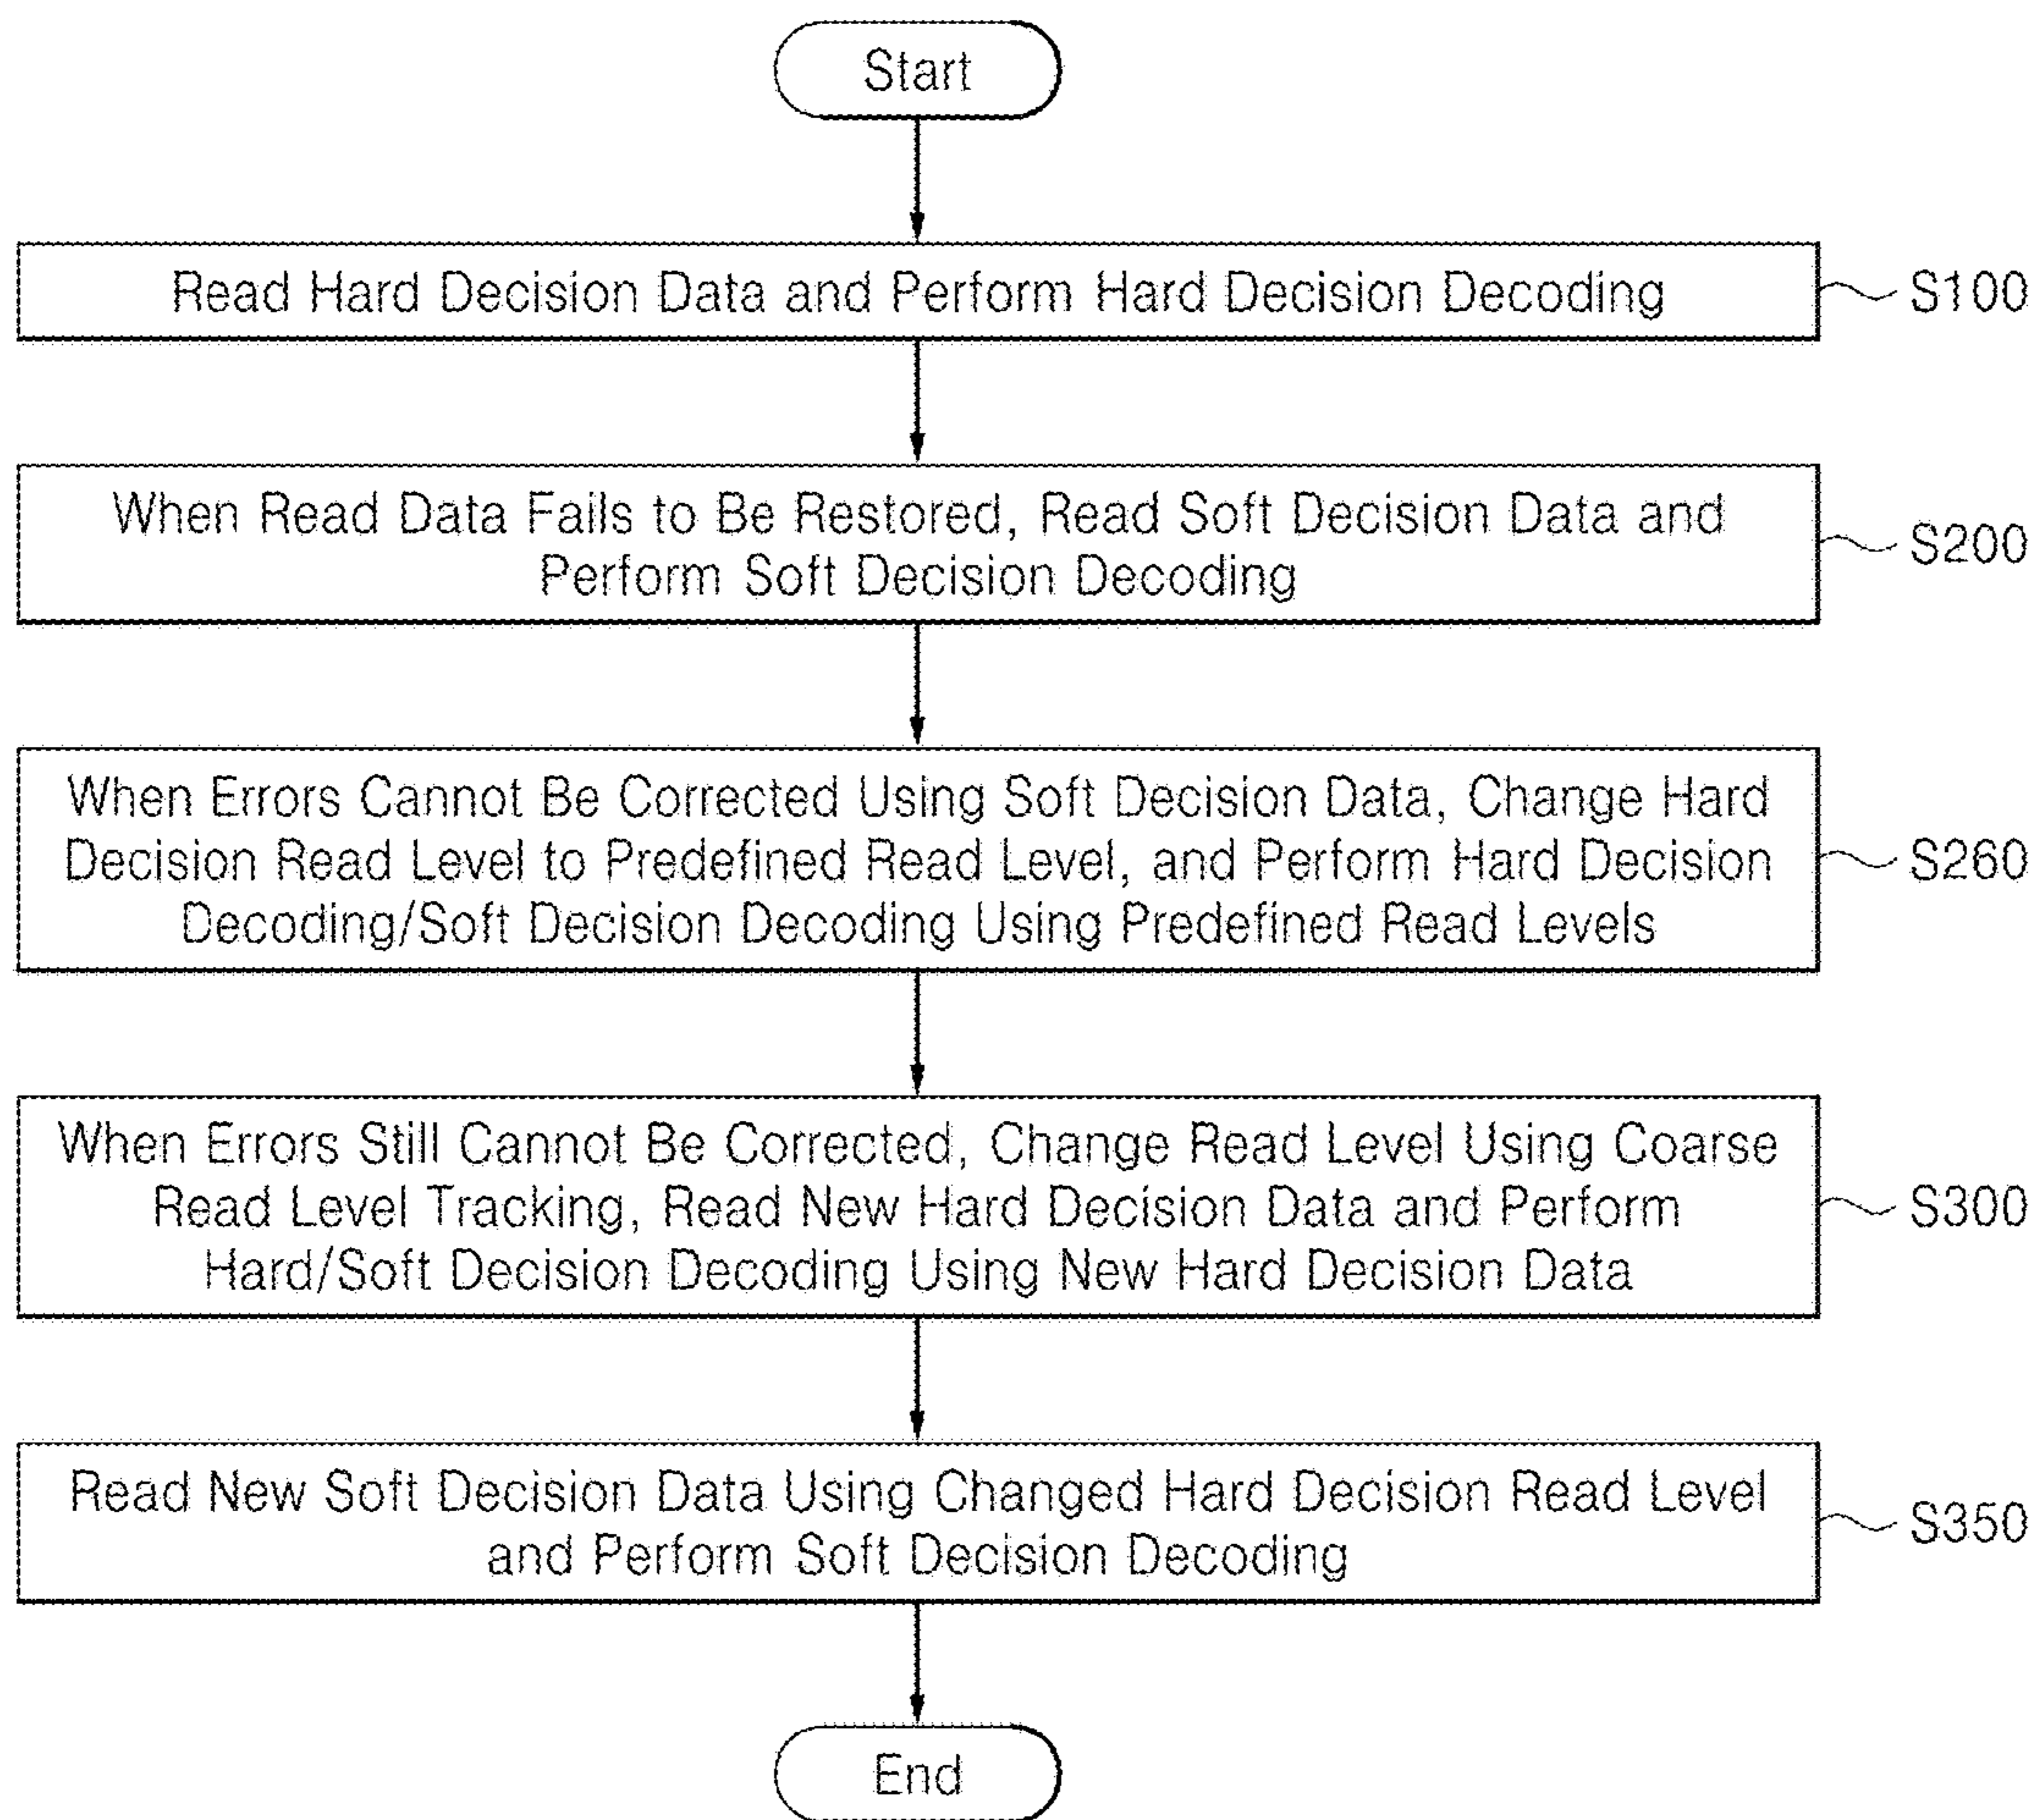 Start
Read Hard Decision Data and Perform Hard Decision Decoding
S100
When Read Data Fails to Be Restored, Read Soft Decision Data and
Perform Soft Decision Decoding
S200
When Errors Cannot Be Corrected Using Soft Decision Data, Change Hard
Decision Read Level to Predefined Read Level, and Perform Hard Decision
Decoding/Soft Decision Decoding Using Predefined Read Levels
S260
When Errors Still Cannot Be Corrected, Change Read Level Using Coarse
Read Level Tracking, Read New Hard Decision Data and Perform
Hard/Soft Decision Decoding Using New Hard Decision Data
S300
Read New Soft Decision Data Using Changed Hard Decision Read Level
and Perform Soft Decision Decoding
S350
End